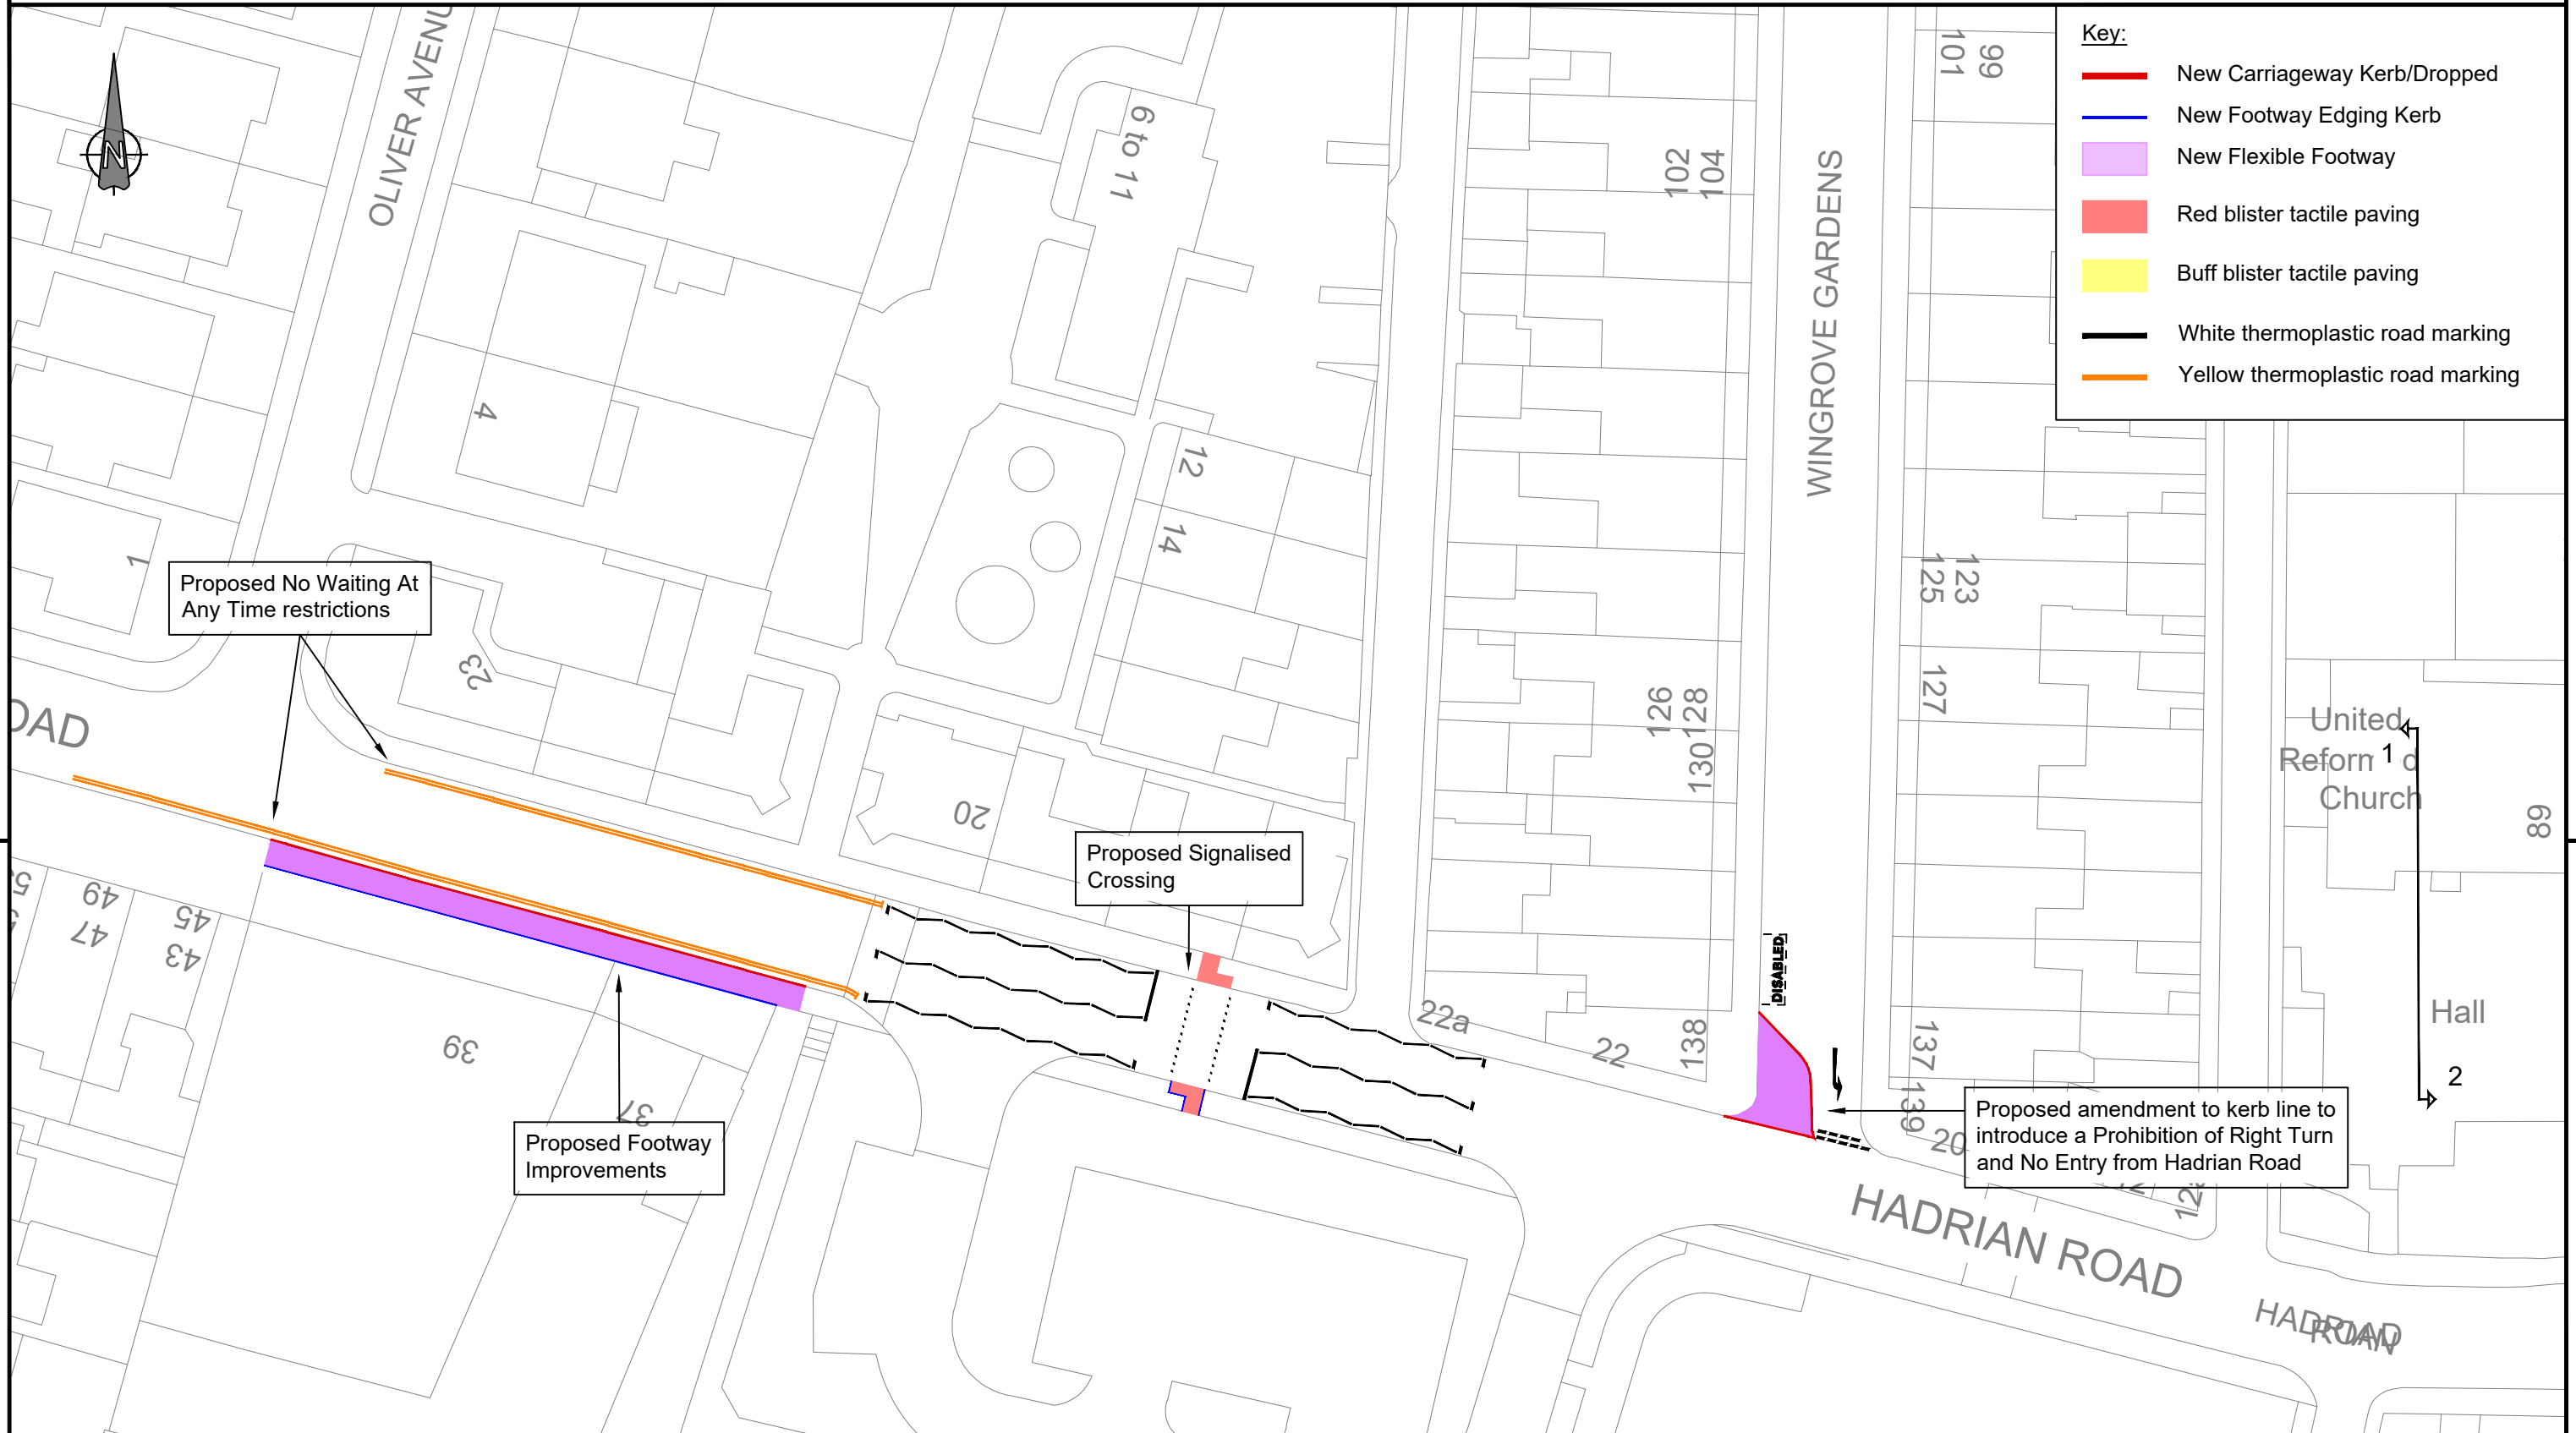 Key:
New Carriageway Kerb/Dropped
New Footway Edging Kerb
New Flexible Footway
Red blister tactile paving
Buff blister tactile paving
White thermoplastic road marking
Yellow thermoplastic road marking
N
OLIVER AVENU
6 to 11
102
104
WINGROVE GARDENS
101
99
4
12
14
1
125
123
Proposed No Waiting At
Any Time restrictions
23
126
128
130
127
OAD
United
Reform d
Church
1
68
20
Proposed Signalised
Crossing
49
47
45
43
39
37
Proposed Footway
Improvements
DISABLED
22a
22
138
137
139
20
Hall
2
Proposed amendment to kerb line to
introduce a Prohibition of Right Turn
and No Entry from Hadrian Road
HADRIAN ROAD
HADRIAN
ROAD